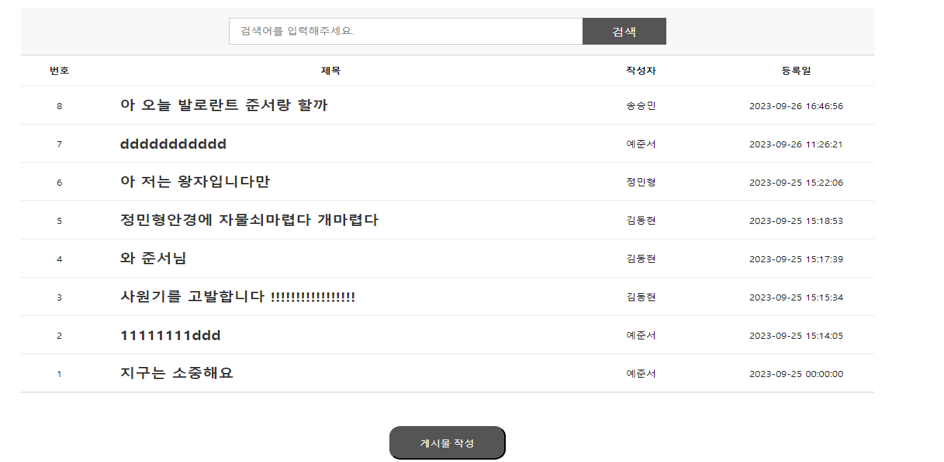 검색어를 입력해주세요. 검색
번호 제목 작성자 등록일
8 아 오늘 발로란트 준서랑 할까 송승민 2023-09-26 16:46:56
7 ddddddddddd 예준서 2023-09-26 11:26:21
6 아 저는 왕자입니다만 정민형 2023-09-25 15:22:06
5 정민형안경에 자물쇠마렵다 개마렵다 김동현 2023-09-25 15:18:53
4 와 준서님 김동현 2023-09-25 15:17:39
3 사원기를 고발합니다 !!!!!!!!!!!!!!!!! 김동현 2023-09-25 15:15:34
2 11111111ddd 예준서 2023-09-25 15:14:05
1 지구는 소중해요 예준서 2023-09-25 00:00:00
게시물 작성